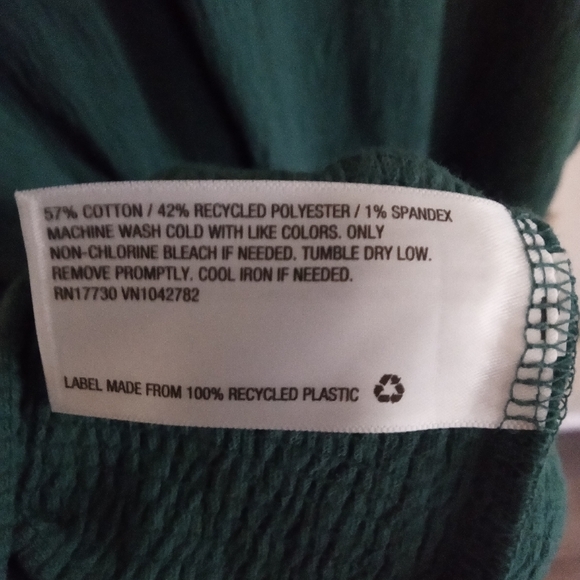 57% COTTON / 42% RECYCLED POLYESTER / 1% SPANDEX
MACHINE WASH COLD WITH LIKE COLORS. ONLY
NON-CHLORINE BLEACH IF NEEDED. TUMBLE DRY LOW.
REMOVE PROMPTLY. COOL IRON IF NEEDED.
RN17730 VN1042782
LABEL MADE FROM 100% RECYCLED PLASTIC